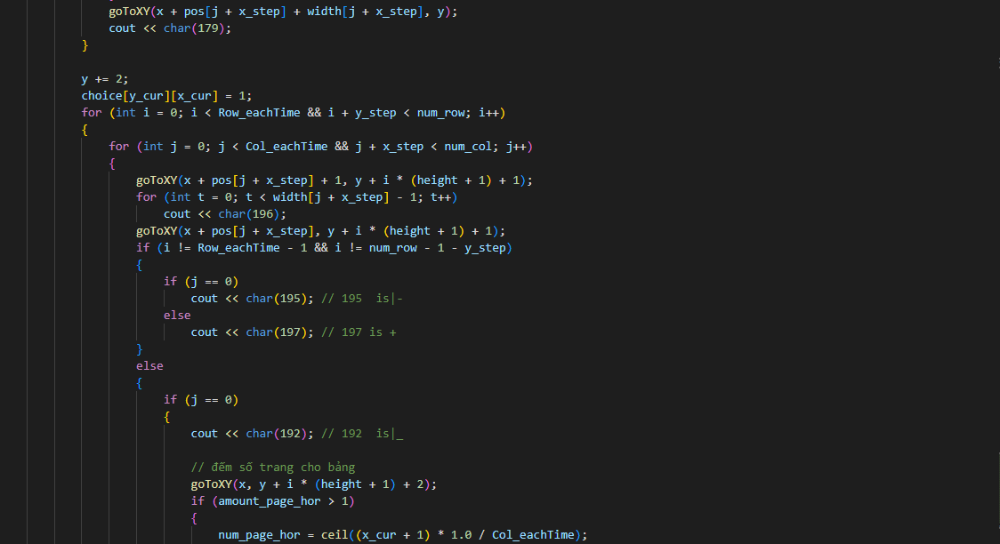 goToXY(x + pos[j + x_step] + width[j + x_step], y);
cout << char(179);
}
y += 2;
choice[y_cur][x_cur] = 1;
for (int i = 0; i < Row_eachTime && i + y_step < num_row; i++)
{
for (int j = 0; j < Col_eachTime && j + x_step < num_col; j++)
{
goToXY(x + pos[j + x_step] + 1, y + i * (height + 1) + 1);
for (int t = 0; t < width[j + x_step] - 1; t++)
cout << char(196);
goToXY(x + pos[j + x_step], y + i * (height + 1) + 1);
if (i != Row_eachTime - 1 && i != num_row - 1 - y_step)
{
if (j == 0)
cout << char(195); // 195  is|-
else
cout << char(197); // 197 is +
}
else
{
if (j == 0)
{
cout << char(192); // 192  is|_
// đếm số trang cho bảng
goToXY(x, y + i * (height + 1) + 2);
if (amount_page_hor > 1)
{
num_page_hor = ceil((x_cur + 1) * 1.0 / Col_eachTime);